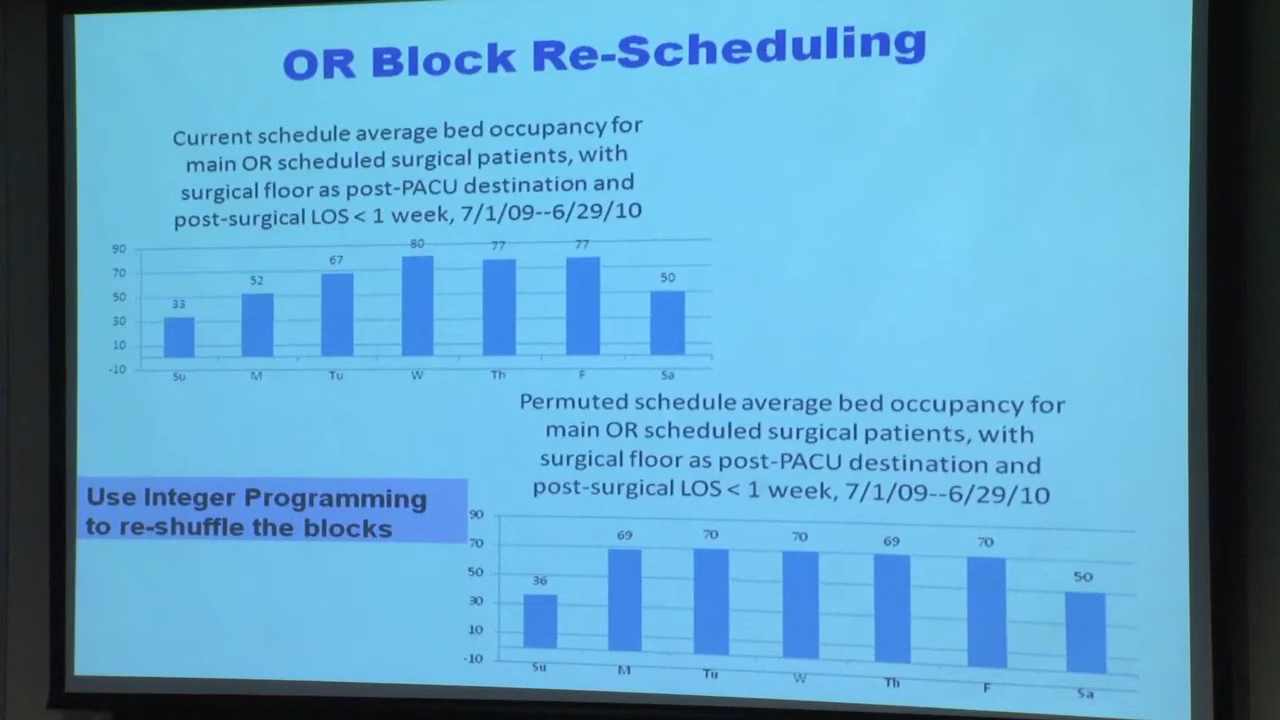 OR Block Re-Scheduling
Current schedule average bed occupancy for
main OR scheduled surgical patients, with
surgical floor as post-PACU destination and
post-surgical LOS < 1 week, 7/1/09--6/29/10
90
70
50
30
10
-10
33
52
67
80
77
77
50
Su M Tu W Th F Sa
Permuted schedule average bed occupancy for
main OR scheduled surgical patients, with
surgical floor as post-PACU destination and
post-surgical LOS < 1 week, 7/1/09--6/29/10
Use Integer Programming
to re-shuffle the blocks
90
70
50
30
10
-10
36
69
70
70
69
70
50
Su M Tu W Th F Sa